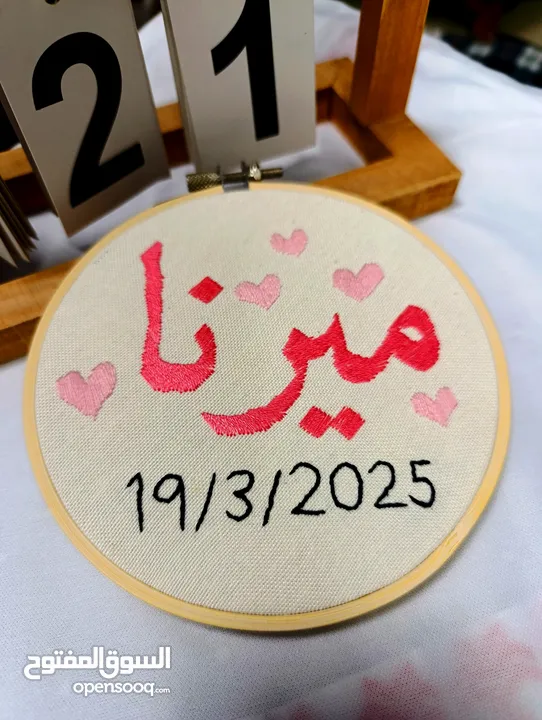 2 1
ميرنا
19/3/2025
السوق المفتوح
opensooq.com